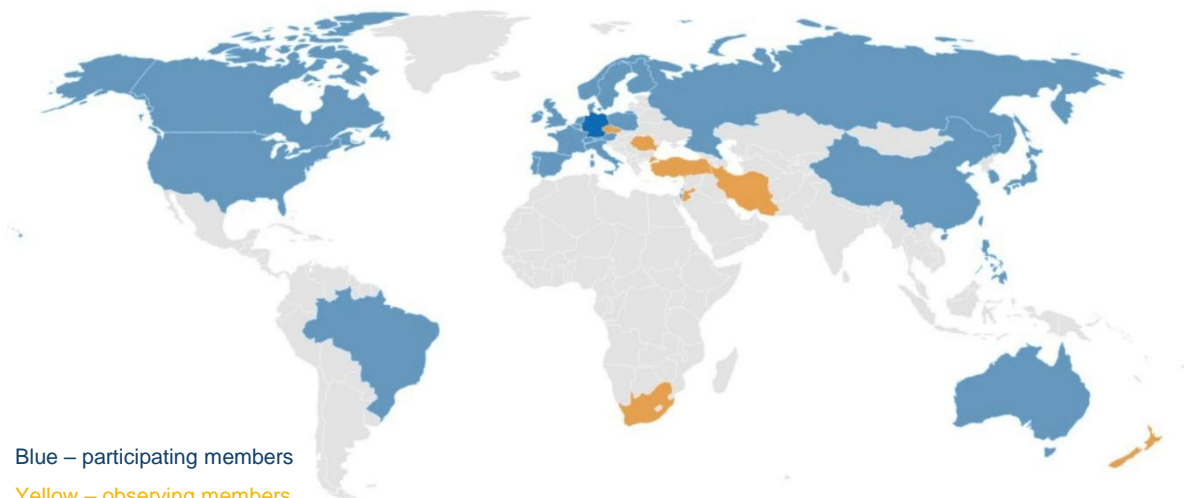 Blue – participating members
Yellow – observing members